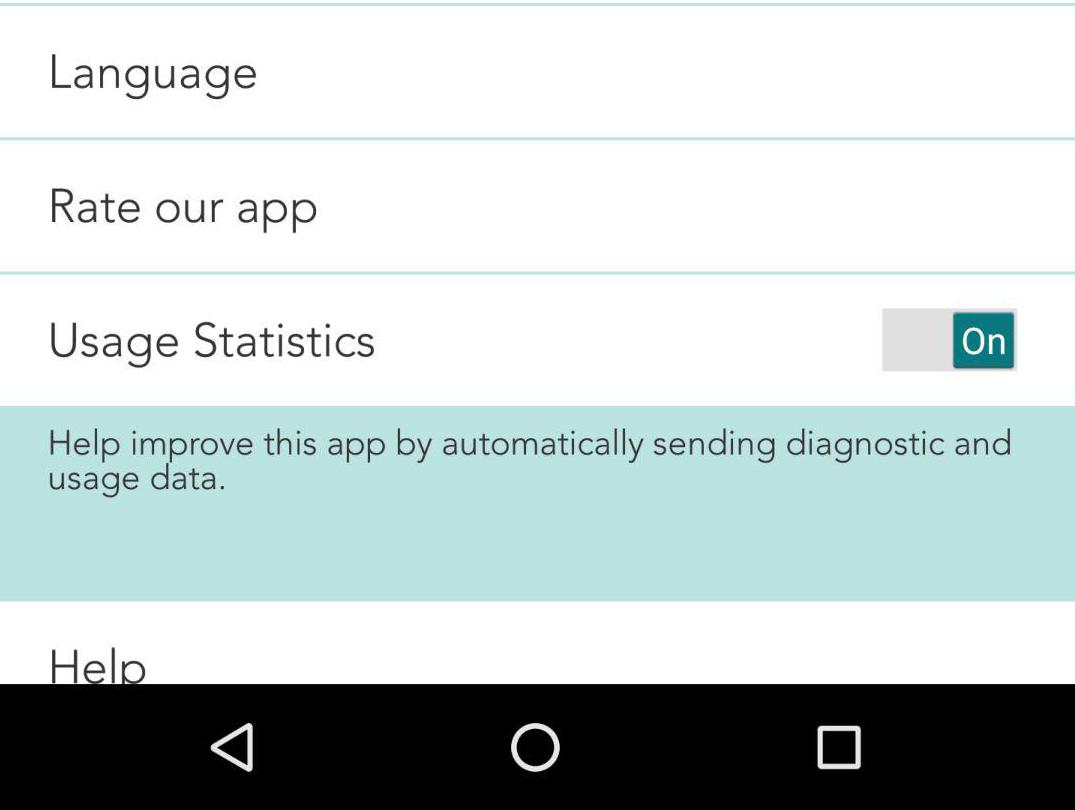 Language
Rate our app
Usage Statistics
On
Help improve this app by automatically sending diagnostic and
usage data.
Help